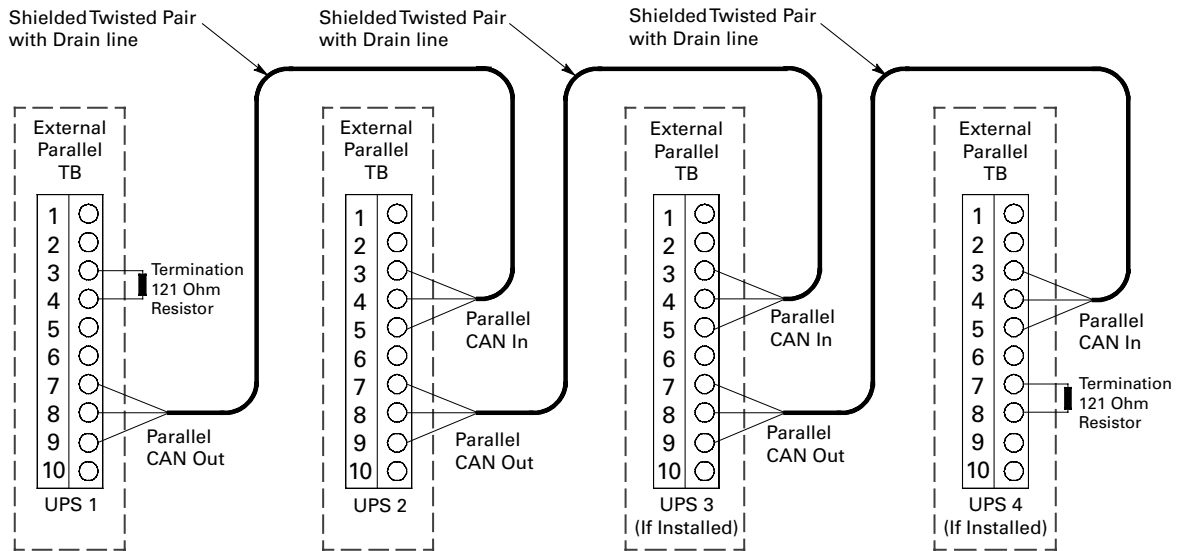 Shielded Twisted Pair
with Drain line
Shielded Twisted Pair
with Drain line
Shielded Twisted Pair
with Drain line
External
Parallel
TB
1
2
3
4
5
6
7
8
9
10
Termination
121 Ohm
Resistor
Parallel
CAN Out
UPS 1
External
Parallel
TB
1
2
3
4
5
6
7
8
9
10
Parallel
CAN In
Parallel
CAN Out
UPS 2
External
Parallel
TB
1
2
3
4
5
6
7
8
9
10
Parallel
CAN In
Parallel
CAN Out
UPS 3
(If Installed)
External
Parallel
TB
1
2
3
4
5
6
7
8
9
10
Parallel
CAN In
Termination
121 Ohm
Resistor
UPS 4
(If Installed)